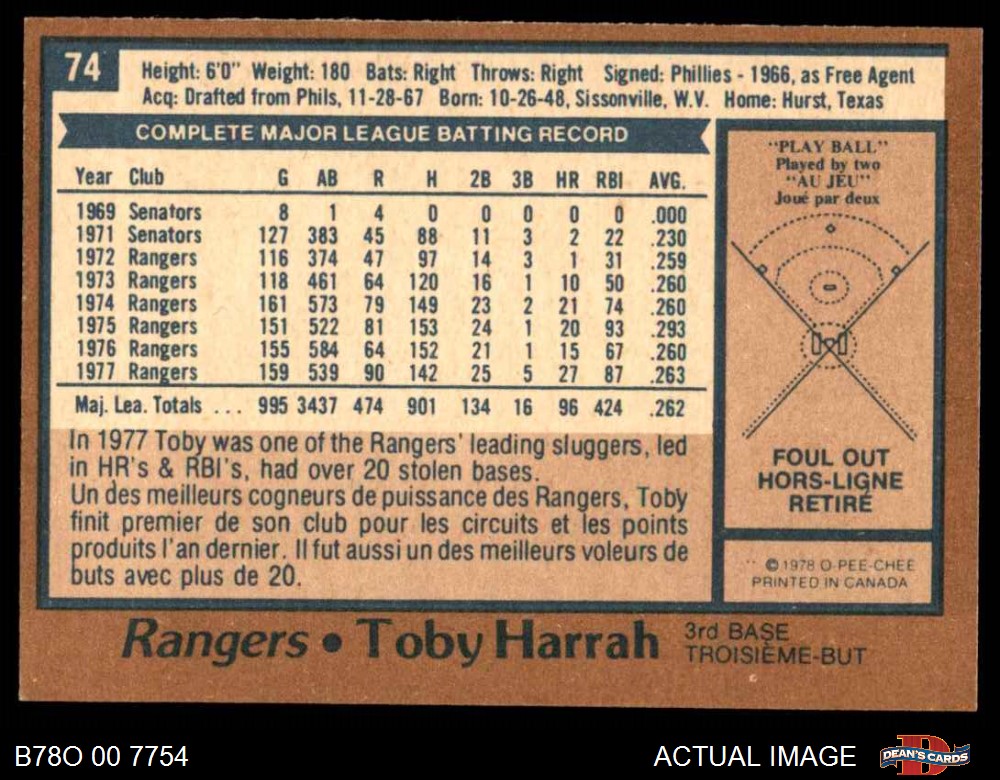 74
Height: 6'0" Weight: 180 Bats: Right Throws: Right Signed: Phillies - 1966, as Free Agent
Acq: Drafted from Phils, 11-28-67 Born: 10-26-48, Sissonville, W.V. Home: Hurst, Texas
COMPLETE MAJOR LEAGUE BATTING RECORD
Year Club G AB R H 2B 3B HR RBI AVG.
1969 Senators 8 1 4 0 0 0 0 0 .000
1971 Senators 127 383 45 88 11 3 2 22 .230
1972 Rangers 116 374 47 97 14 3 1 31 .259
1973 Rangers 118 461 64 120 16 1 10 50 .260
1974 Rangers 161 573 79 149 23 2 21 74 .260
1975 Rangers 151 522 81 153 24 1 20 93 .293
1976 Rangers 155 584 64 152 21 1 15 67 .260
1977 Rangers 159 539 90 142 25 5 27 87 .263
Maj. Lea. Totals ... 995 3437 474 901 134 16 96 424 .262
In 1977 Toby was one of the Rangers' leading sluggers, led
in HR's & RBI's, had over 20 stolen bases.
Un des meilleurs cogneurs de puissance des Rangers, Toby
finit premier de son club pour les circuits et les points
produits l'an dernier. Il fut aussi un des meilleurs voleurs de
buts avec plus de 20.
"PLAY BALL"
Played by two
"AU JEU"
Joué par deux
FOUL OUT
HORS-LIGNE
RETIRÉ
© 1978 O-PEE-CHEE
PRINTED IN CANADA
Rangers • Toby Harrah
3rd BASE
TROISIÈME-BUT
B78O 00 7754
ACTUAL IMAGE
DEAN'S CARDS